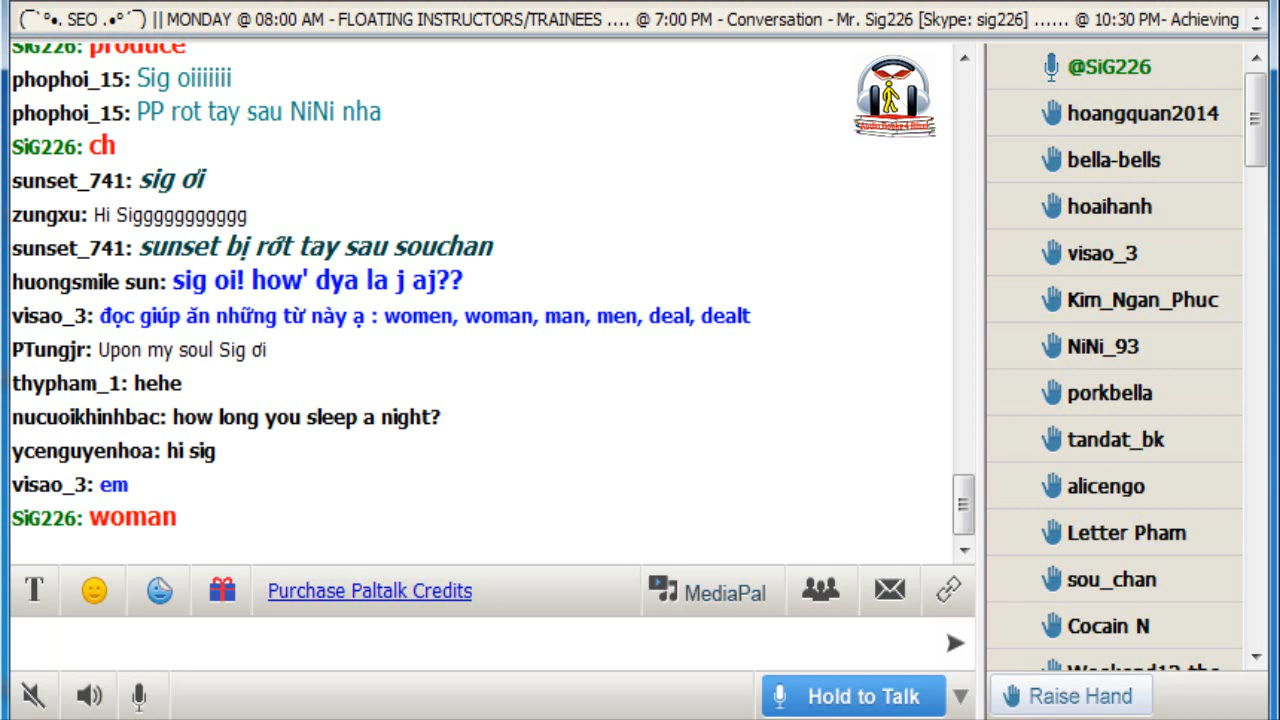 (¯`°•. SEO .•°´¯) || MONDAY @ 08:00 AM - FLOATING INSTRUCTORS/TRAINEES .... @ 7:00 PM - Conversation - Mr. Sig226 [Skype: sig226] ...... @ 10:30 PM- Achieving
SiG226: produce
phophoi_15: Sig oiiiiiii
phophoi_15: PP rot tay sau NiNi nha
SiG226: ch
sunset_741: sig ơi
zungxu: Hi Siggggggggggg
sunset_741: sunset bị rớt tay sau souchan
huongsmile sun: sig oi! how' dya la j aj??
visao_3: đọc giúp ăn những từ này ạ : women, woman, man, men, deal, dealt
PTungjr: Upon my soul Sig ơi
thypham_1: hehe
nucuoikhinhbac: how long you sleep a night?
ycenguyenhoa: hi sig
visao_3: em
SiG226: woman
T
Purchase Paltalk Credits
MediaPal
Hold to Talk
@SiG226
hoangquan2014
bella-bells
hoaihanh
visao_3
Kim_Ngan_Phuc
NiNi_93
porkbella
tandat_bk
alicengo
Letter Pham
sou_chan
Cocain N
Raise Hand